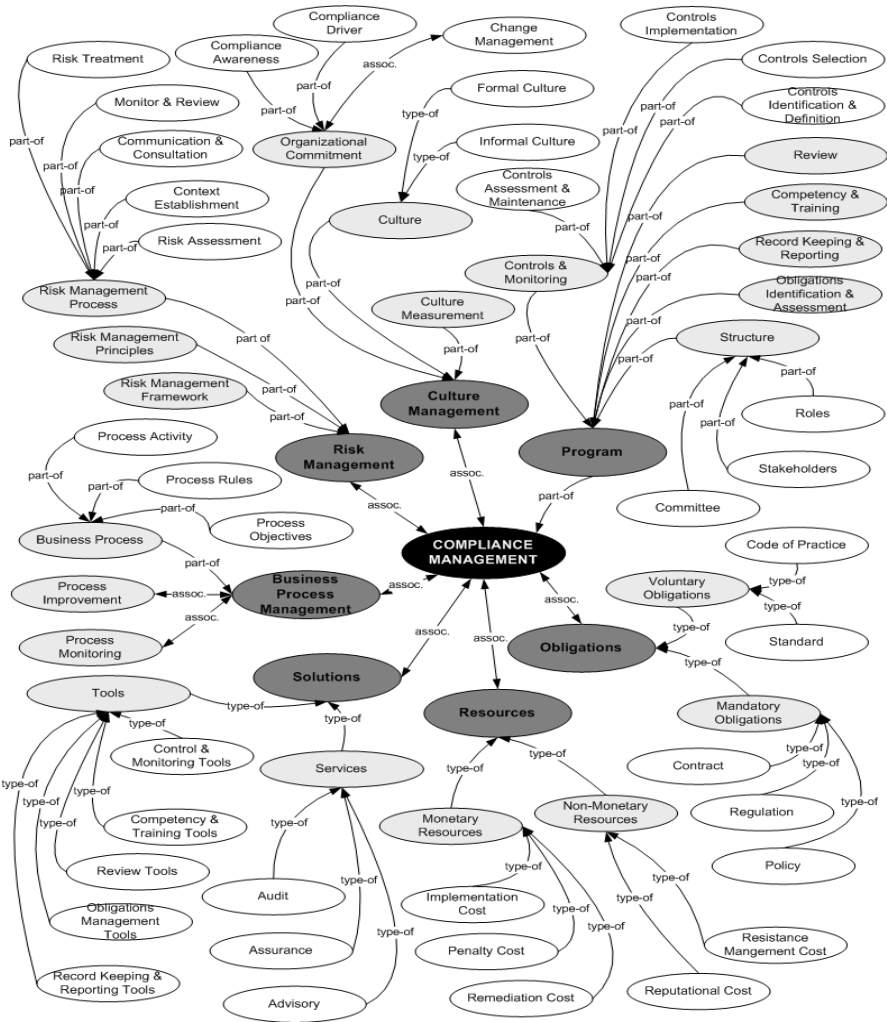 Compliance
Driver
Controls
Implementation
Risk Treatment
Compliance
Awareness
Change
Management
assoc.
Controls Selection
part-of
part-of
part-of
Monitor & Review
Formal Culture
Controls
Identification &
Definition
part-of
part-of
type-of
part-of
part-of
part-of
Communication &
Consultation
Organizational
Commitment
Informal Culture
type-of
Review
part-of
part-of
Context
Establishment
Controls
Assessment &
Maintenance
Competency &
Training
part-of
part-of
Culture
part-of
part-of
Risk Assessment
part-of
Record Keeping &
Reporting
Risk Management
Process
Controls &
Monitoring
part-of
part-of
part-of
Culture
Measurement
Obligations
Identification &
Assessment
part-of
part of
part-of
part-of
Risk Management
Principles
Structure
part-of
part-of
part-of
Risk Management
Framework
part-of
part-of
Culture
Management
part-of
part-of
Roles
Process Activity
part-of
Risk
Management
Program
Stakeholders
part-of
part-of
Process Rules
assoc.
assoc.
part-of
Committee
part-of
Process
Objectives
Business Process
COMPLIANCE
MANAGEMENT
Code of Practice
part-of
Process
Improvement
assoc.
Business
Process
Management
assoc.
assoc.
Voluntary
Obligations
type-of
type-of
assoc.
Process
Monitoring
assoc.
assoc.
Obligations
type-of
Standard
type-of
Solutions
Tools
type-of
Resources
Mandatory
Obligations
type-of
type-of
Control &
Monitoring Tools
Services
type-of
type-of
Contract
type-of
type-of
type-of
type-of
type-of
type-of
Monetary
Resources
Non-Monetary
Resources
Regulation
type-of
Competency &
Training Tools
type-of
type-of
Review Tools
Policy
type-of
type-of
Audit
type-of
Implementation
Cost
type-of
type-of
Obligations
Management
Tools
type-of
Assurance
Penalty Cost
type-of
Resistance
Mangement Cost
Record Keeping &
Reporting Tools
Advisory
Remediation Cost
Reputational Cost